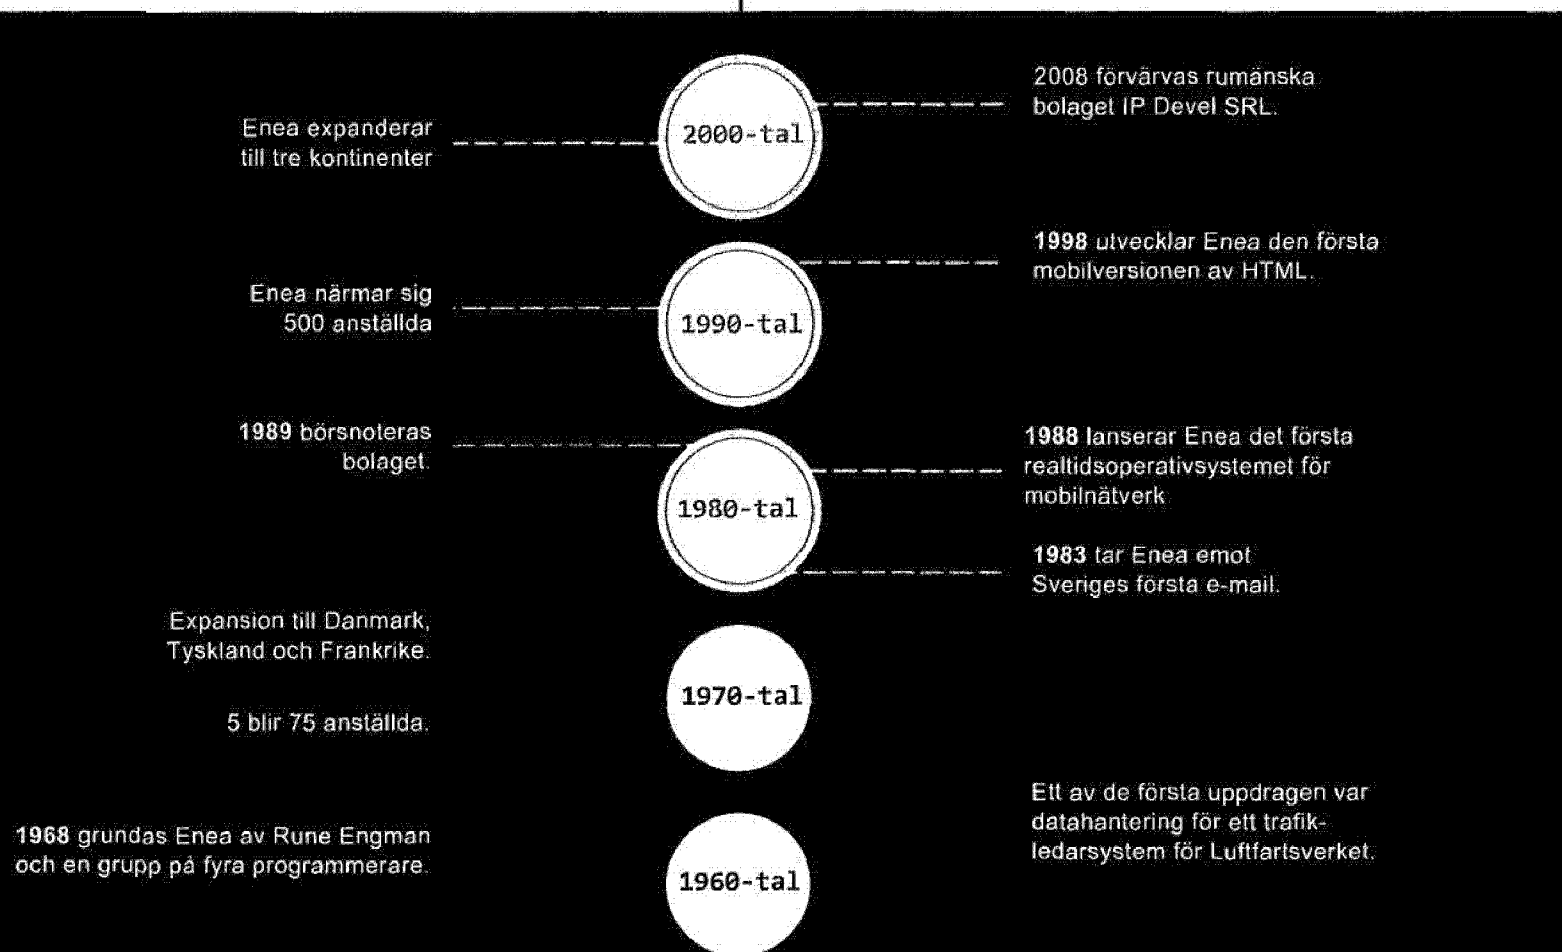 2000-tal
2008 förvärvas rumänska
bolaget IP Devel SRL.
Enea expanderar
till tre kontinenter
1990-tal
1998 utvecklar Enea den första
mobilversionen av HTML.
Enea närmar sig
500 anställda
1980-tal
1989 börsnoteras
bolaget.
1988 lanserar Enea det första
realtidsoperativsystemet för
mobilnätverk
1983 tar Enea emot
Sveriges första e-mail.
1970-tal
Expansion till Danmark,
Tyskland och Frankrike.
5 blir 75 anställda.
1960-tal
1968 grundas Enea av Rune Engman
och en grupp på fyra programmerare.
Ett av de första uppdragen var
datahantering för ett trafik-
ledarsystem för Luftfartsverket.